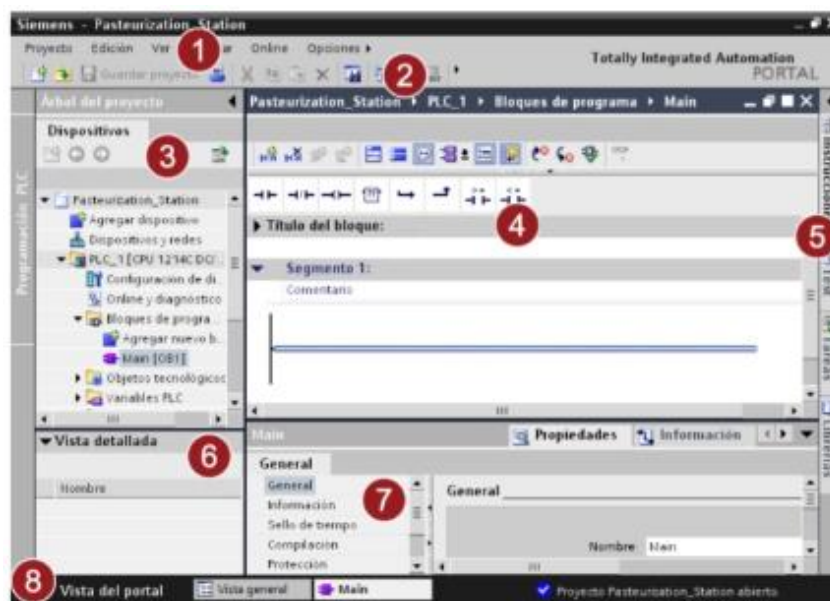 Siemens - Pasteurization_Station
Proyecto Edición Ver 1 Online Opciones
Totally Integrated Automation
PORTAL
Guardar proyecto 2
Árbol del proyecto
Pasteurization_Station PLC_1 Bloques de programa Main
Dispositivos
3
Programación PLC
Pasteurization_Station
Agregar dispositivo
Dispositivos y redes
PLC_1 [CPU 1214C DC/
Configuración de di.
Online y diagnóstico
Bloques de progra...
Agregar nuevo b...
Main [OB1]
Objetos tecnológicos
Variables PLC
4
Título del bloque:
Segmento 1:
Comentario
Instrucciones
5
Test
Tareas
Librerías
Vista detallada
6
Nombre
Main
Propiedades Información
General
General
Información
Sello de tiempo
Compilación
Protección
7
General
Nombre Main
8 Vista del portal Vista general Main Proyecto Pasteurization_Station abierto